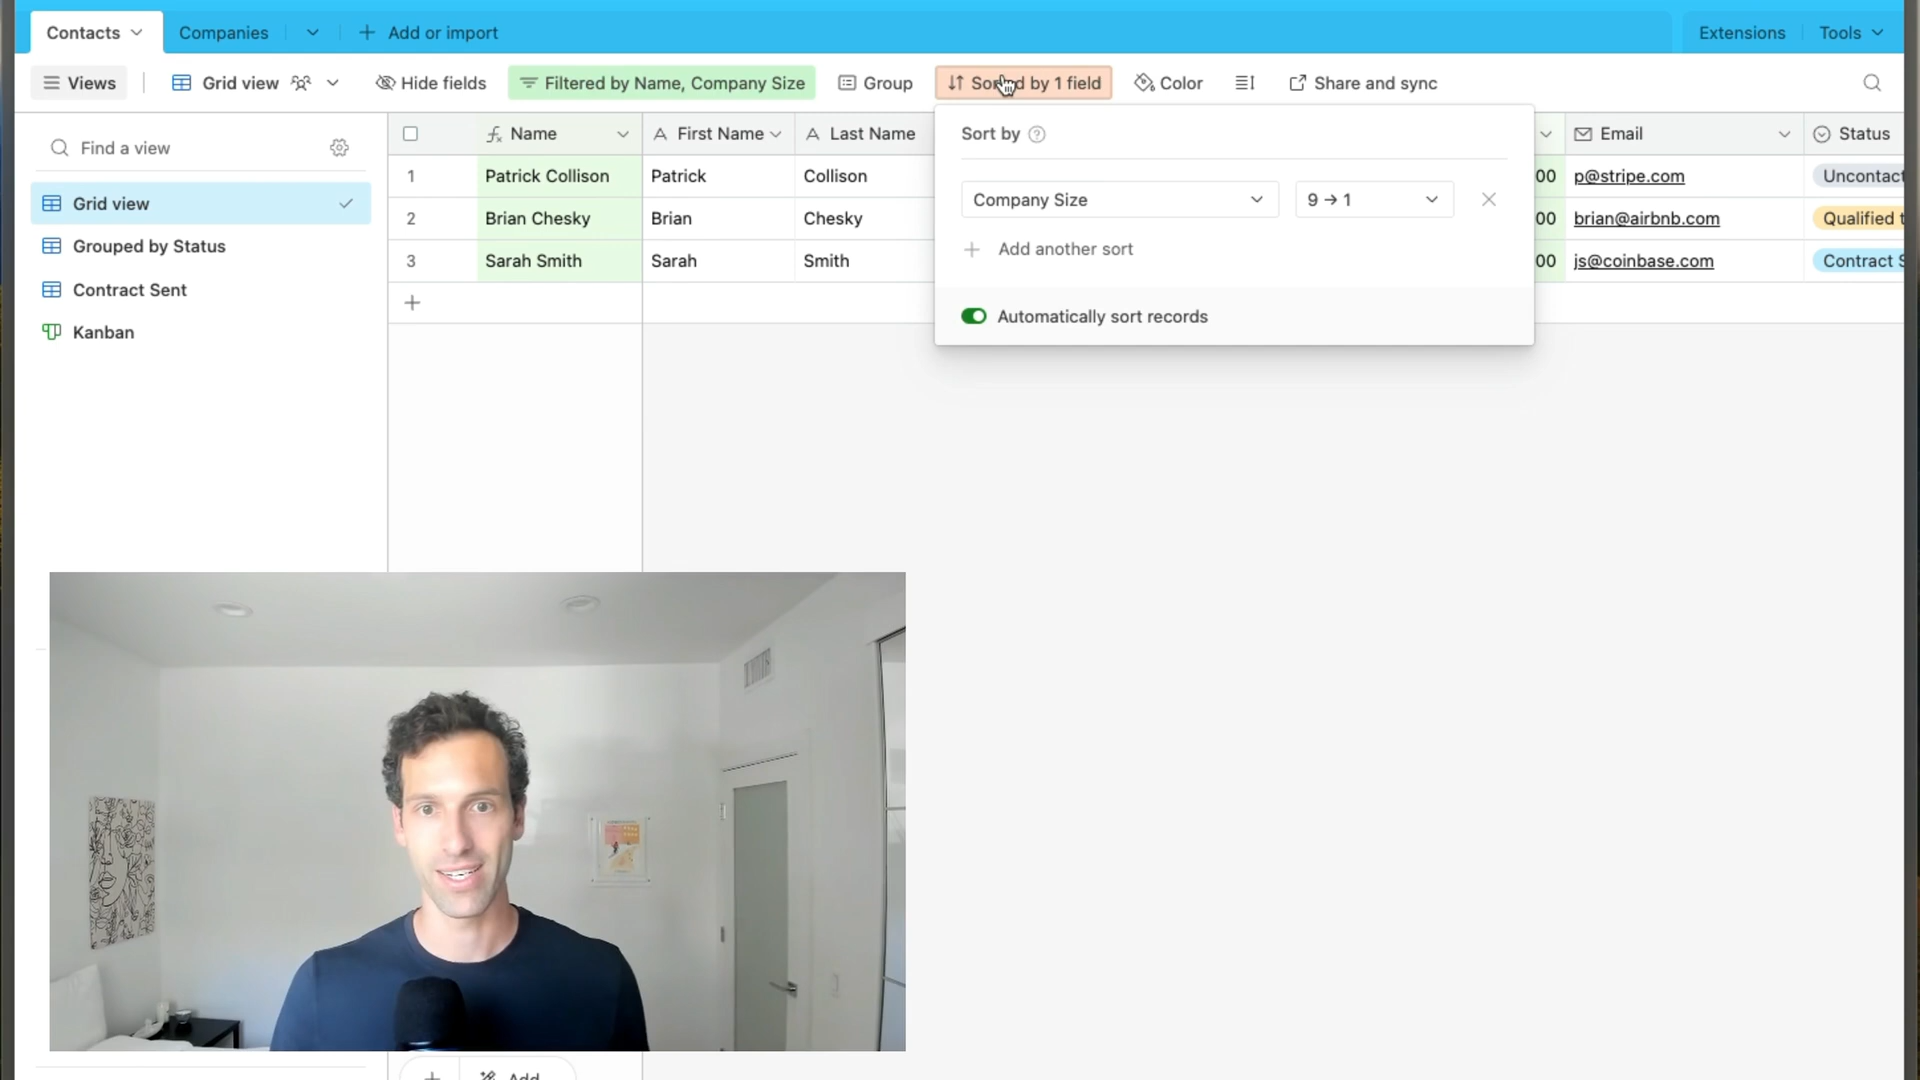 Contacts
Companies
Add or import
Extensions
Tools
Views
Grid view
Hide fields
Filtered by Name, Company Size
Group
Sorted by 1 field
Color
Share and sync
Find a view
Grid view
Grouped by Status
Contract Sent
Kanban
Name
First Name
Last Name
Email
Status
1
Patrick Collison
Patrick
Collison
00
p@stripe.com
Uncontact
2
Brian Chesky
Brian
Chesky
00
brian@airbnb.com
Qualified t
3
Sarah Smith
Sarah
Smith
00
js@coinbase.com
Contract S
Sort by
Company Size
9 → 1
Add another sort
Automatically sort records
Add...